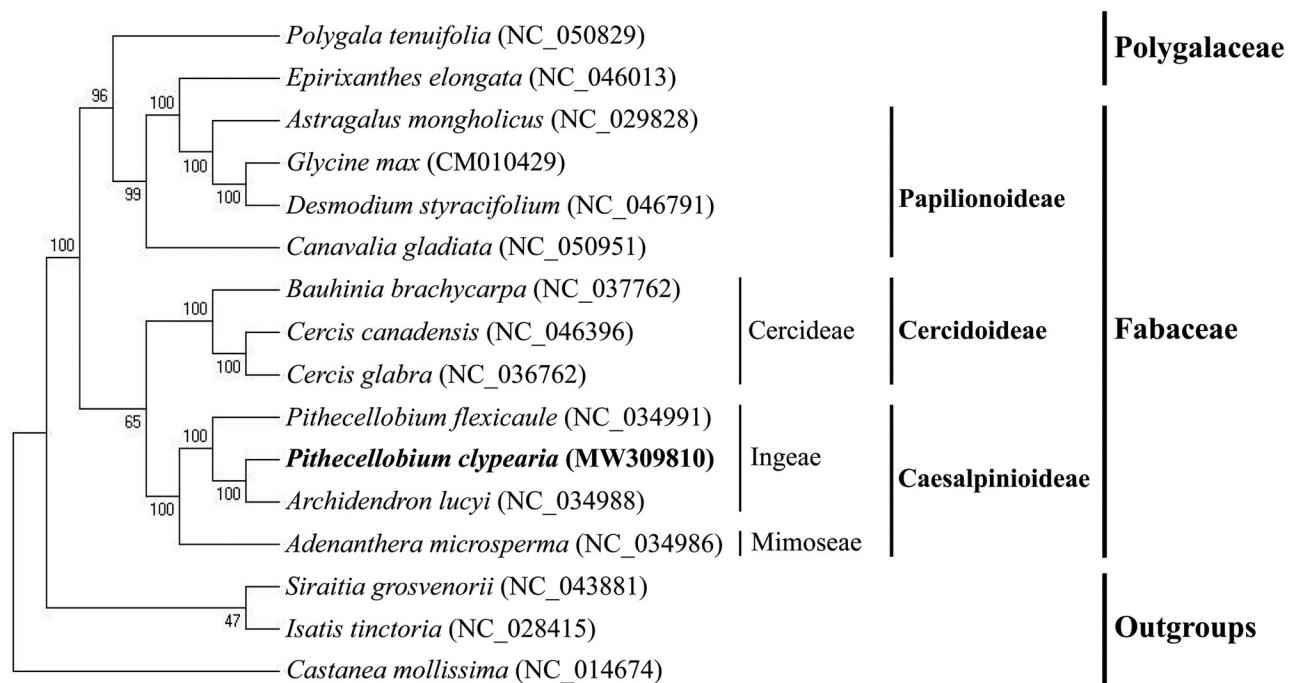 Polygala tenuifolia (NC_050829)
Polygalaceae
Epirixanthes elongata (NC_046013)
96
100
Astragalus mongholicus (NC_029828)
100
Glycine max (CM010429)
100
99
Desmodium styracifolium (NC_046791)
Papilionoideae
100
Canavalia gladiata (NC_050951)
100
Bauhinia brachycarpa (NC_037762)
Cercis canadensis (NC_046396)
Cercideae
Cercidoideae
Fabaceae
100
Cercis glabra (NC_036762)
65
Pithecellobium flexicaule (NC_034991)
100
Pithecellobium clypearia (MW309810)
Ingeae
Caesalpinioideae
100
Archidendron lucyi (NC_034988)
100
Adenanthera microsperma (NC_034986)
Mimoseae
Siraitia grosvenorii (NC_043881)
47
Isatis tinctoria (NC_028415)
Outgroups
Castanea mollissima (NC_014674)